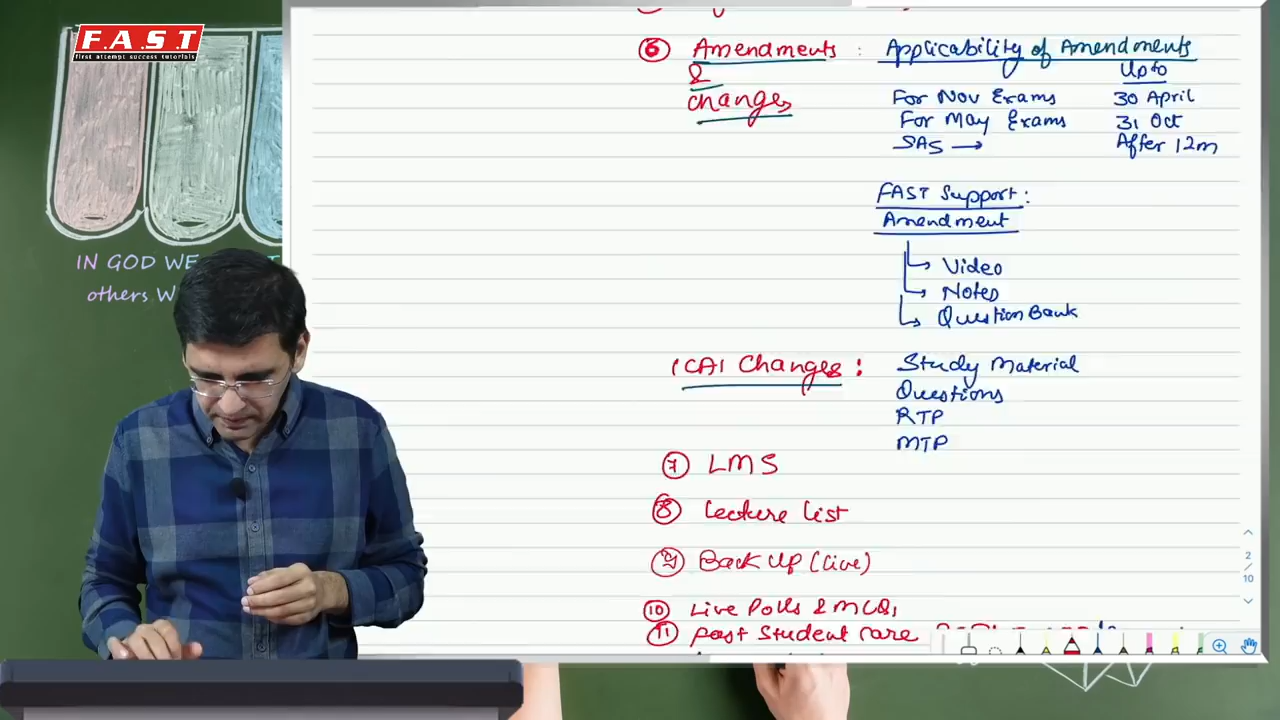 F.A.S.T
first attempt success tutorials
IN GOD WE
others W
⑥ Amendments : Applicability of Amendments
&
changes
Upto
For Nov Exams 30 April
For May Exams 31 Oct
SAS → After 12m
FAST Support:
Amendment
Video
Notes
Question Bank
ICAI Changes : Study Material
Questions
RTP
MTP
⑦ LMS
⑧ Lecture List
⑨ Back Up (Live)
⑩ Live Polls & MCQs
⑪ past Student care
2
/
10